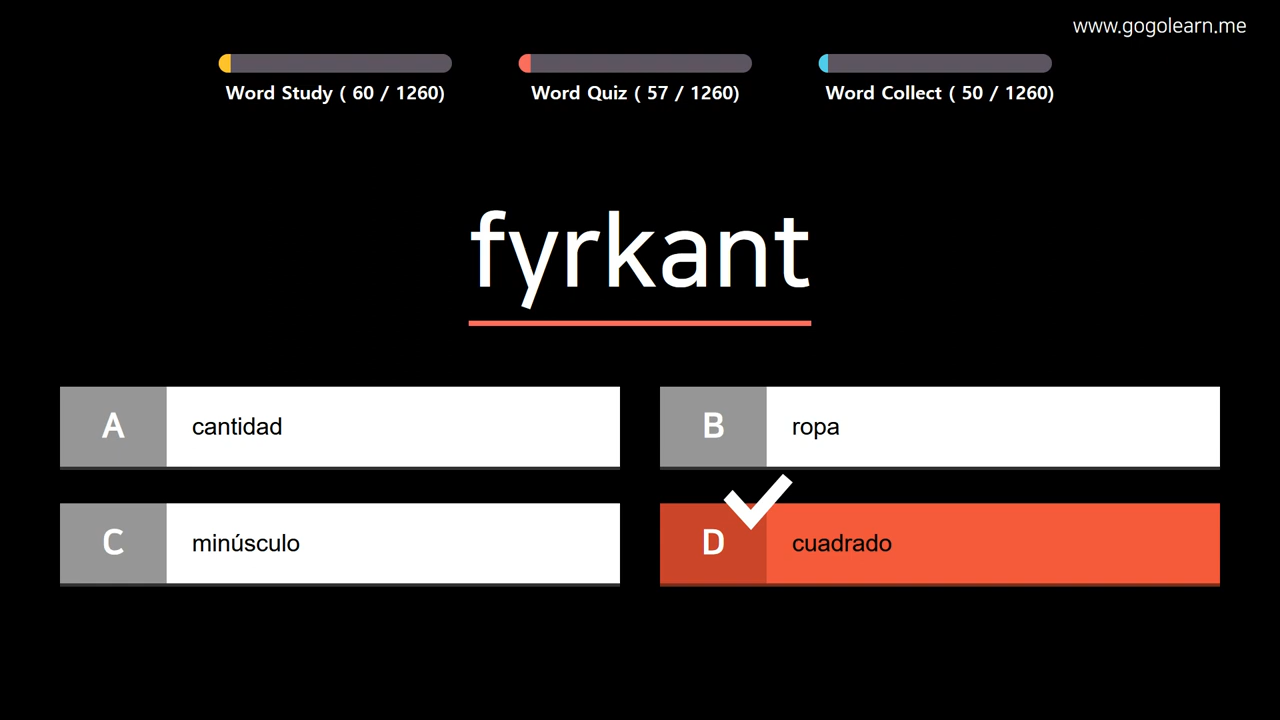 www.gogolearn.me
Word Study ( 60 / 1260)
Word Quiz ( 57 / 1260)
Word Collect ( 50 / 1260)
fyrkant
A cantidad
B ropa
C minúsculo
D cuadrado